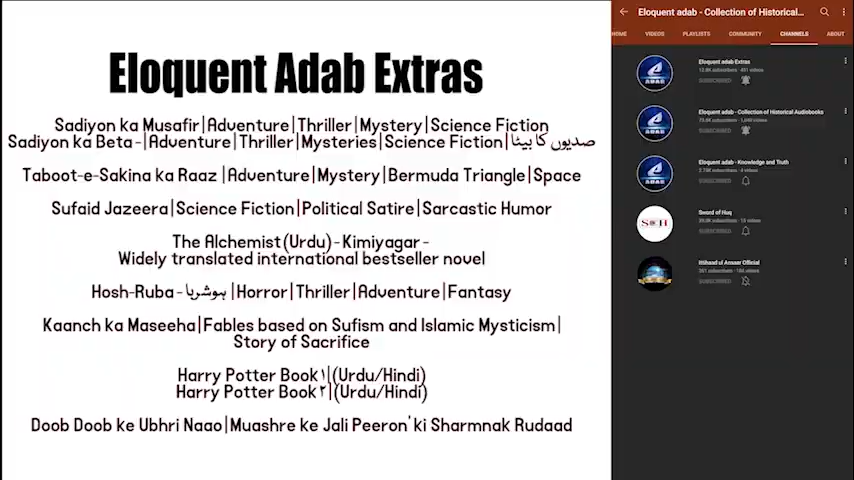 Eloquent Adab Extras
Sadiyon ka Musafir|Adventure|Thriller|Mystery|Science Fiction
Sadiyon ka Beta-|Adventure|Thriller|Mysteries|Science Fiction|صدیوں کا بیٹا
Taboot-e-Sakina ka Raaz |Adventure|Mystery|Bermuda Triangle|Space
Sufaid Jazeera|Science Fiction|Political Satire|Sarcastic Humor
The Alchemist(Urdu)-Kimiyagar-
Widely translated international bestseller novel
Hosh-Ruba-ہوشربا |Horror|Thriller|Adventure|Fantasy
Kaanch ka Maseeha|Fables based on Sufism and Islamic Mysticism|
Story of Sacrifice
Harry Potter Book۱|(Urdu/Hindi)
Harry Potter Book۲|(Urdu/Hindi)
Doob Doob ke Ubhri Naao|Muashre ke Jali Peeron'ki Sharmnak Rudaad
Eloquent adab - Collection of Historical...
HOME VIDEOS PLAYLISTS COMMUNITY CHANNELS ABOUT
Eloquent adab Extras
SUBSCRIBED
Eloquent adab - Collection of Historical Audiobooks
SUBSCRIBED
Eloquent adab - Knowledge and Truth
SUBSCRIBED
Sword of Haq
SUBSCRIBED
Ittihaad ul Ansaar Official
SUBSCRIBED